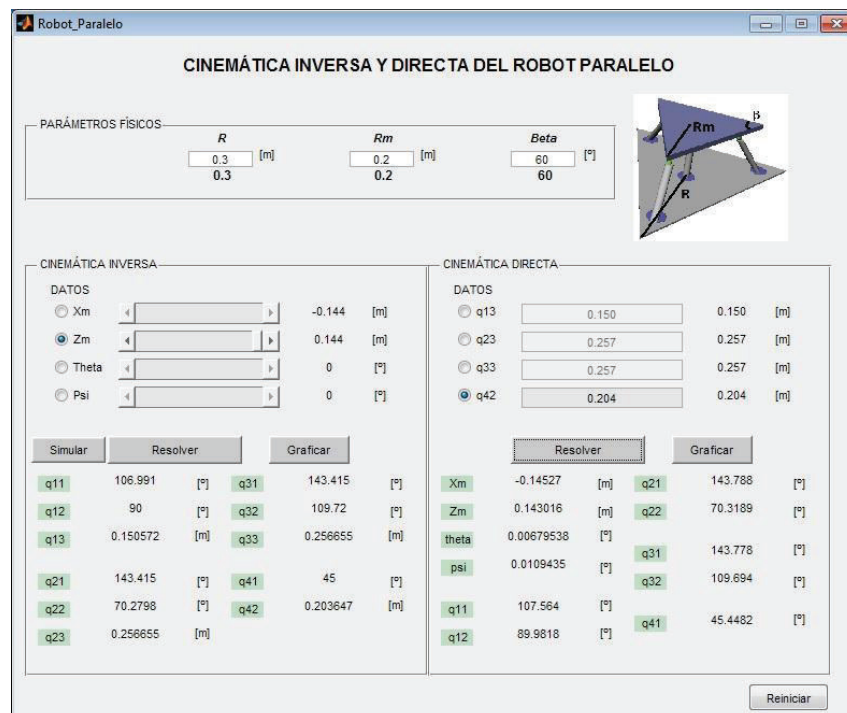 Robot_Paralelo
CINEMÁTICA INVERSA Y DIRECTA DEL ROBOT PARALELO
PARÁMETROS FÍSICOS
R Rm Beta
0.3 [m] 0.2 [m] 60 [º]
0.3 0.2 60
Rm β
R
CINEMÁTICA INVERSA
DATOS
Xm -0.144 [m]
Zm 0.144 [m]
Theta 0 [º]
Psi 0 [º]
Simular Resolver Graficar
q11 106.991 [º] q31 143.415 [º]
q12 90 [º] q32 109.72 [º]
q13 0.150572 [m] q33 0.256655 [m]
q21 143.415 [º] q41 45 [º]
q22 70.2798 [º] q42 0.203647 [m]
q23 0.256655 [m]
CINEMÁTICA DIRECTA
DATOS
q13 0.150 0.150 [m]
q23 0.257 0.257 [m]
q33 0.257 0.257 [m]
q42 0.204 0.204 [m]
Resolver Graficar
Xm -0.14527 [m] q21 143.788 [º]
Zm 0.143016 [m] q22 70.3189 [º]
theta 0.00679538 [º]
q31 143.778 [º]
psi 0.0109435 [º]
q32 109.694 [º]
q11 107.564 [º]
q41 45.4482 [º]
q12 89.9818 [º]
Reiniciar